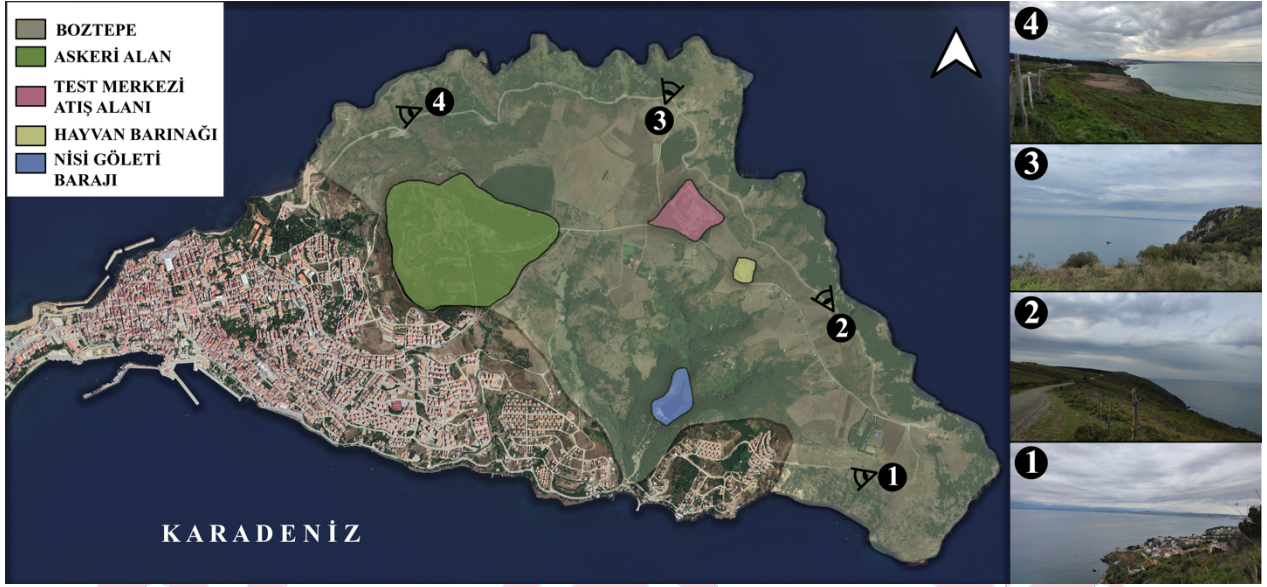 BOZTEPE
ASKERİ ALAN
TEST MERKEZİ
ATIŞ ALANI
HAYVAN BARINAĞI
NİSİ GÖLETİ
BARAJI
4
3
2
1
KARADENİZ
4
3
2
1